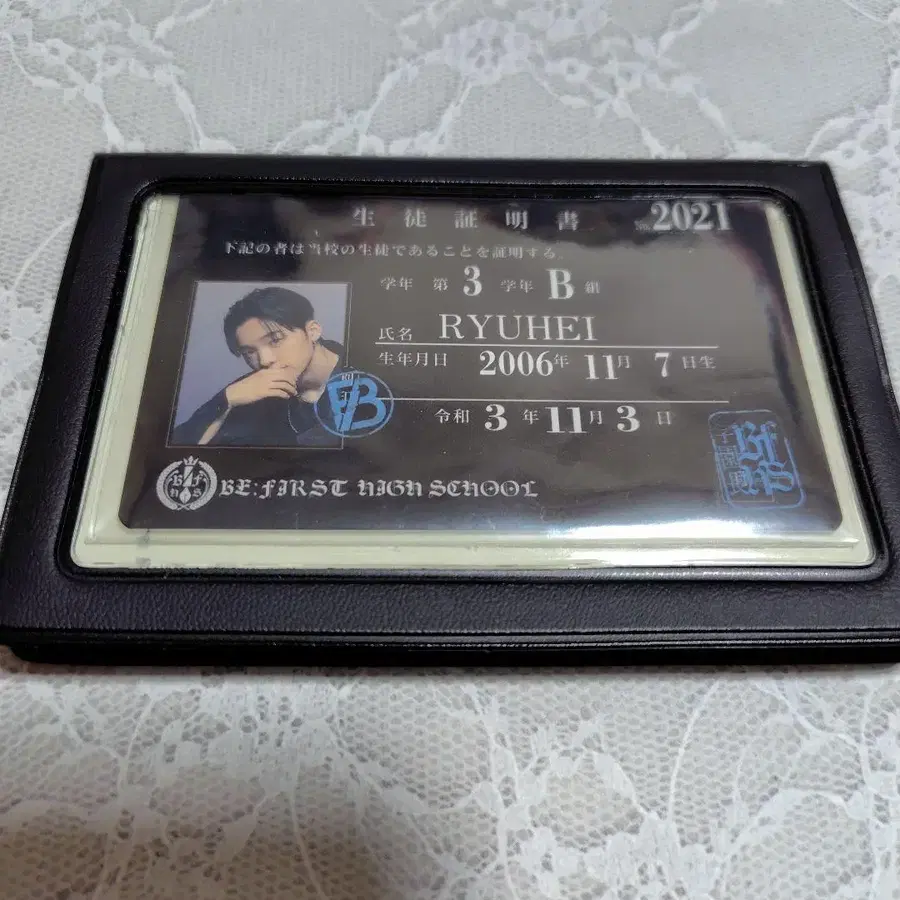 生徒証明書 No.2021
下記の者は当校の生徒であることを証明する。
学年 第 3 学年 B 組
氏名 RYUHEI
生年月日 2006年 11月 7日生
令和 3年 11月 3日
BE:FIRST HIGH SCHOOL